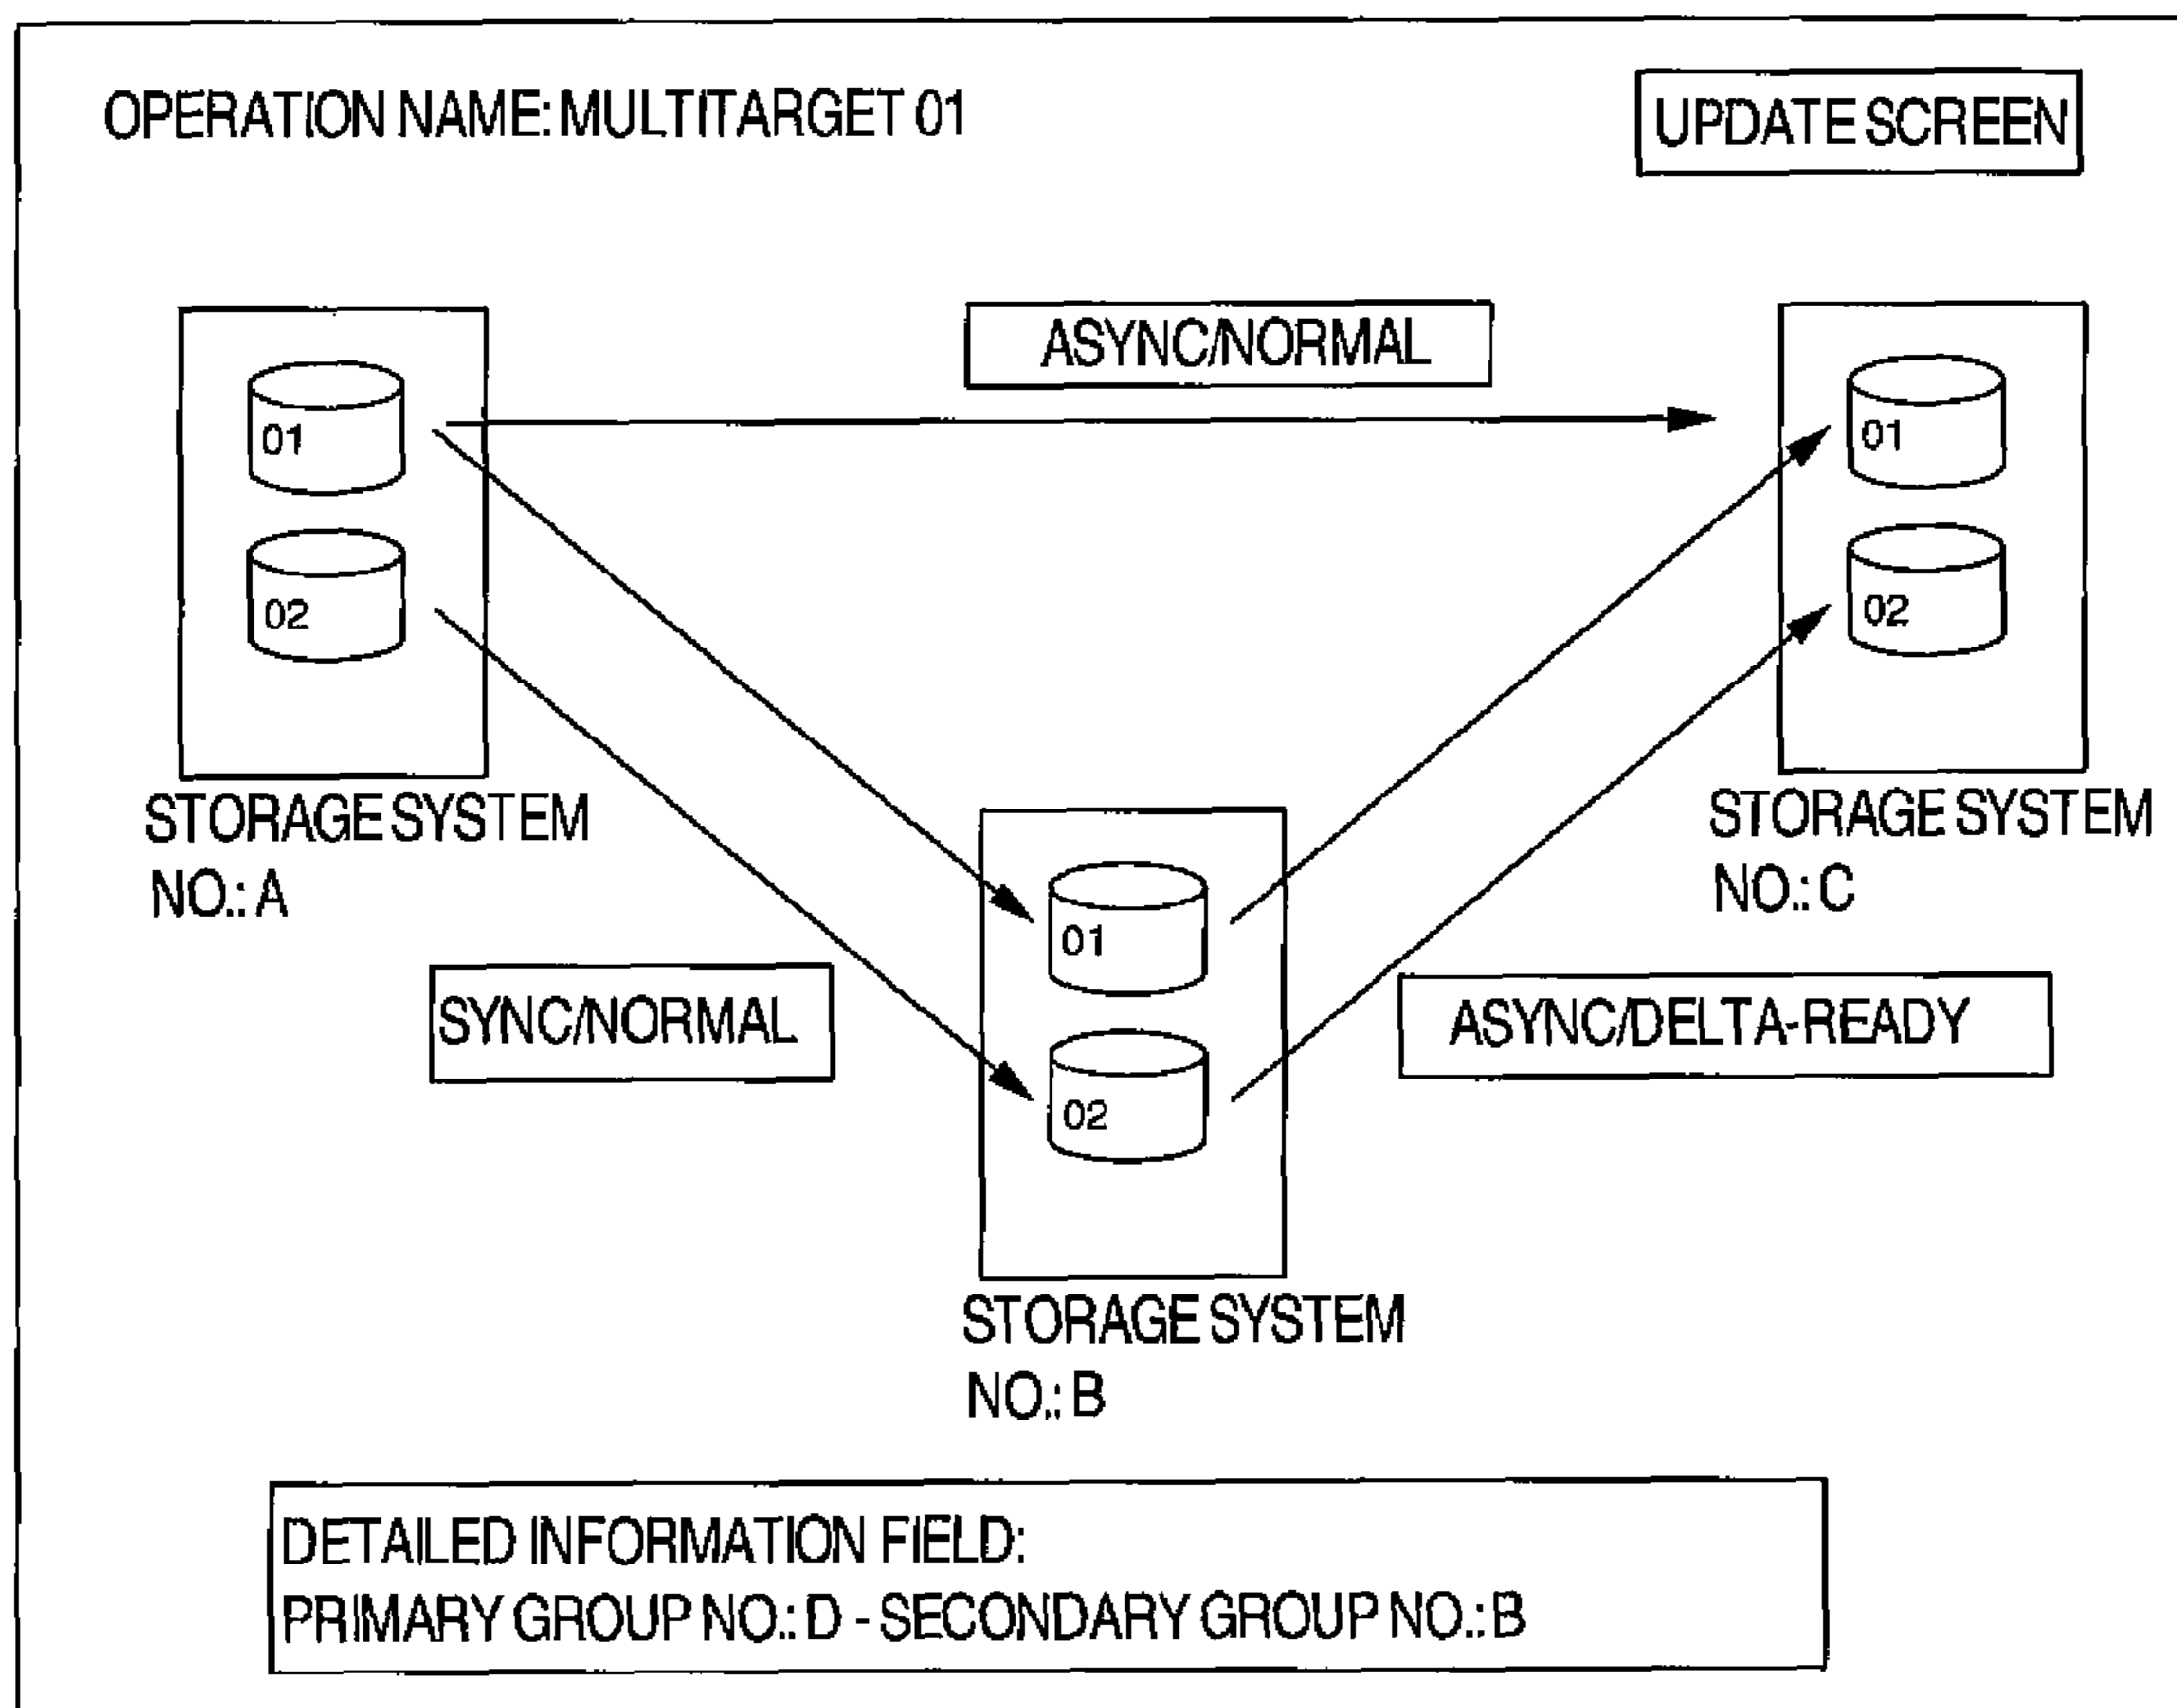 OPERATION NAME: MULTITARGET 01
UPDATE SCREEN
ASYNC/NORMAL
01
02
01
02
STORAGE SYSTEM
NO.: A
STORAGE SYSTEM
NO.: C
01
02
SYNC/NORMAL
ASYNC/DELTA-READY
STORAGE SYSTEM
NO.: B
DETAILED INFORMATION FIELD:
PRIMARY GROUP NO.: D - SECONDARY GROUP NO.: B